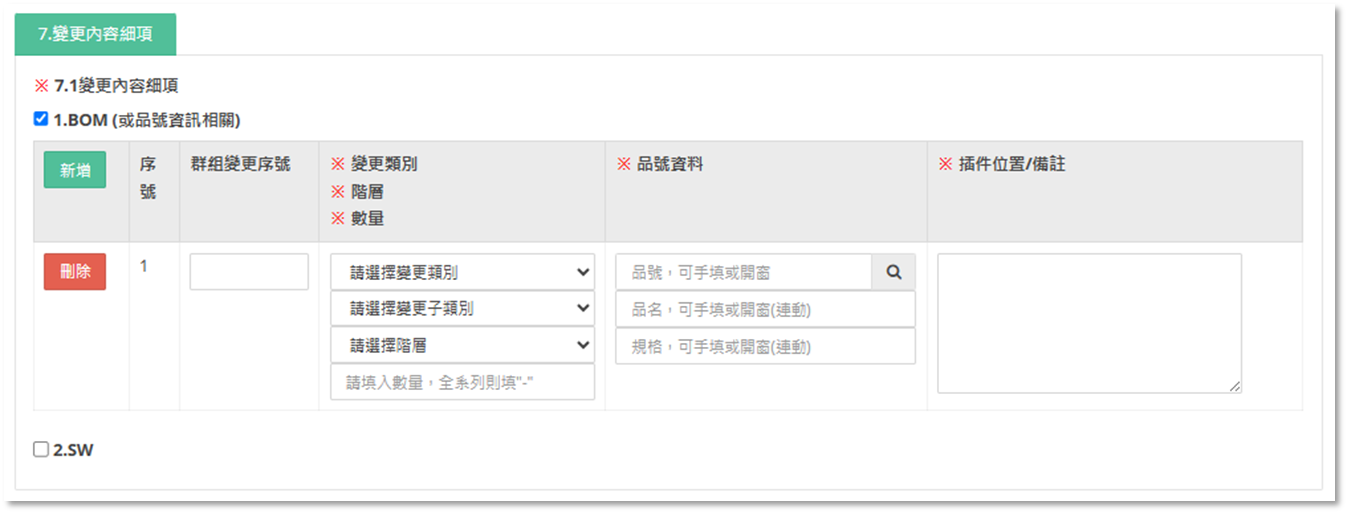 7.變更內容細項
※ 7.1變更內容細項
1.BOM (或品號資訊相關)
新增
序
號
群組變更序號
※ 變更類別
※ 階層
※ 數量
※ 品號資料
※ 插件位置/備註
刪除
1
請選擇變更類別
請選擇變更子類別
請選擇階層
請填入數量，全系列則填"-"
品號，可手填或開窗
品名，可手填或開窗(連動)
規格，可手填或開窗(連動)
2.SW